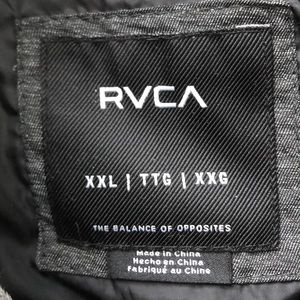 RVCA
XXL | TTG | XXG
THE BALANCE OF OPPOSITES
Made in China
Hecho en China
Fabriqué au Chine